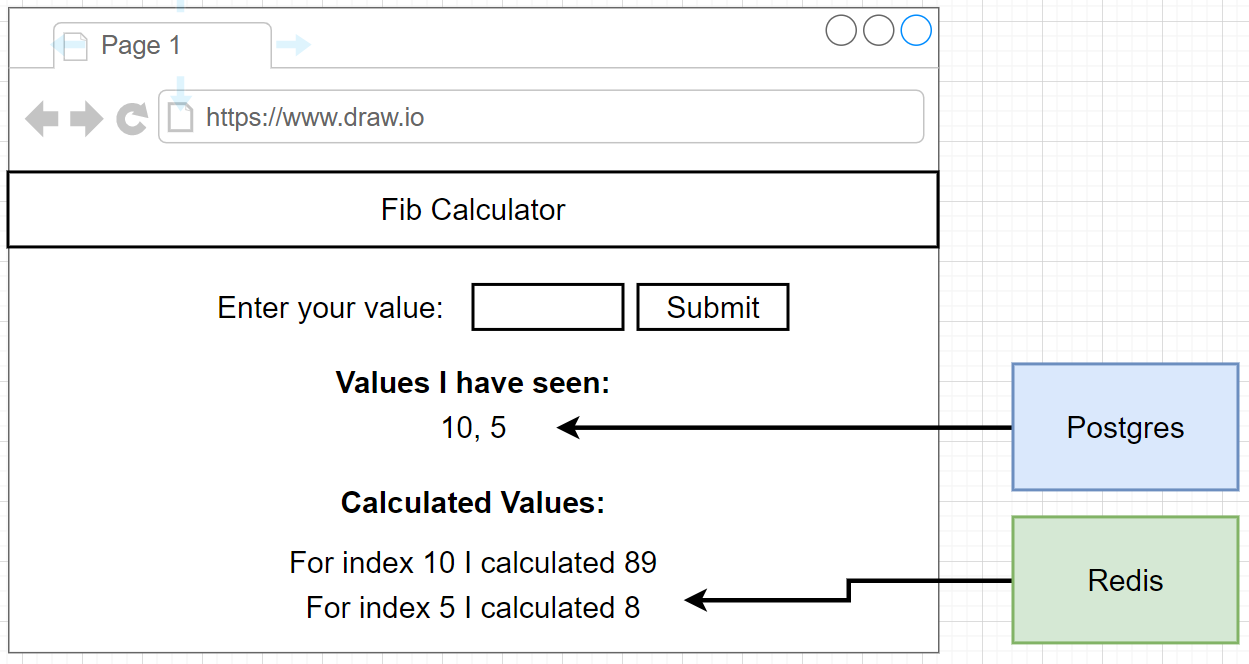 Page 1
https://www.draw.io
Fib Calculator
Enter your value:
Submit
Values I have seen:
10, 5
Postgres
Calculated Values:
For index 10 I calculated 89
For index 5 I calculated 8
Redis